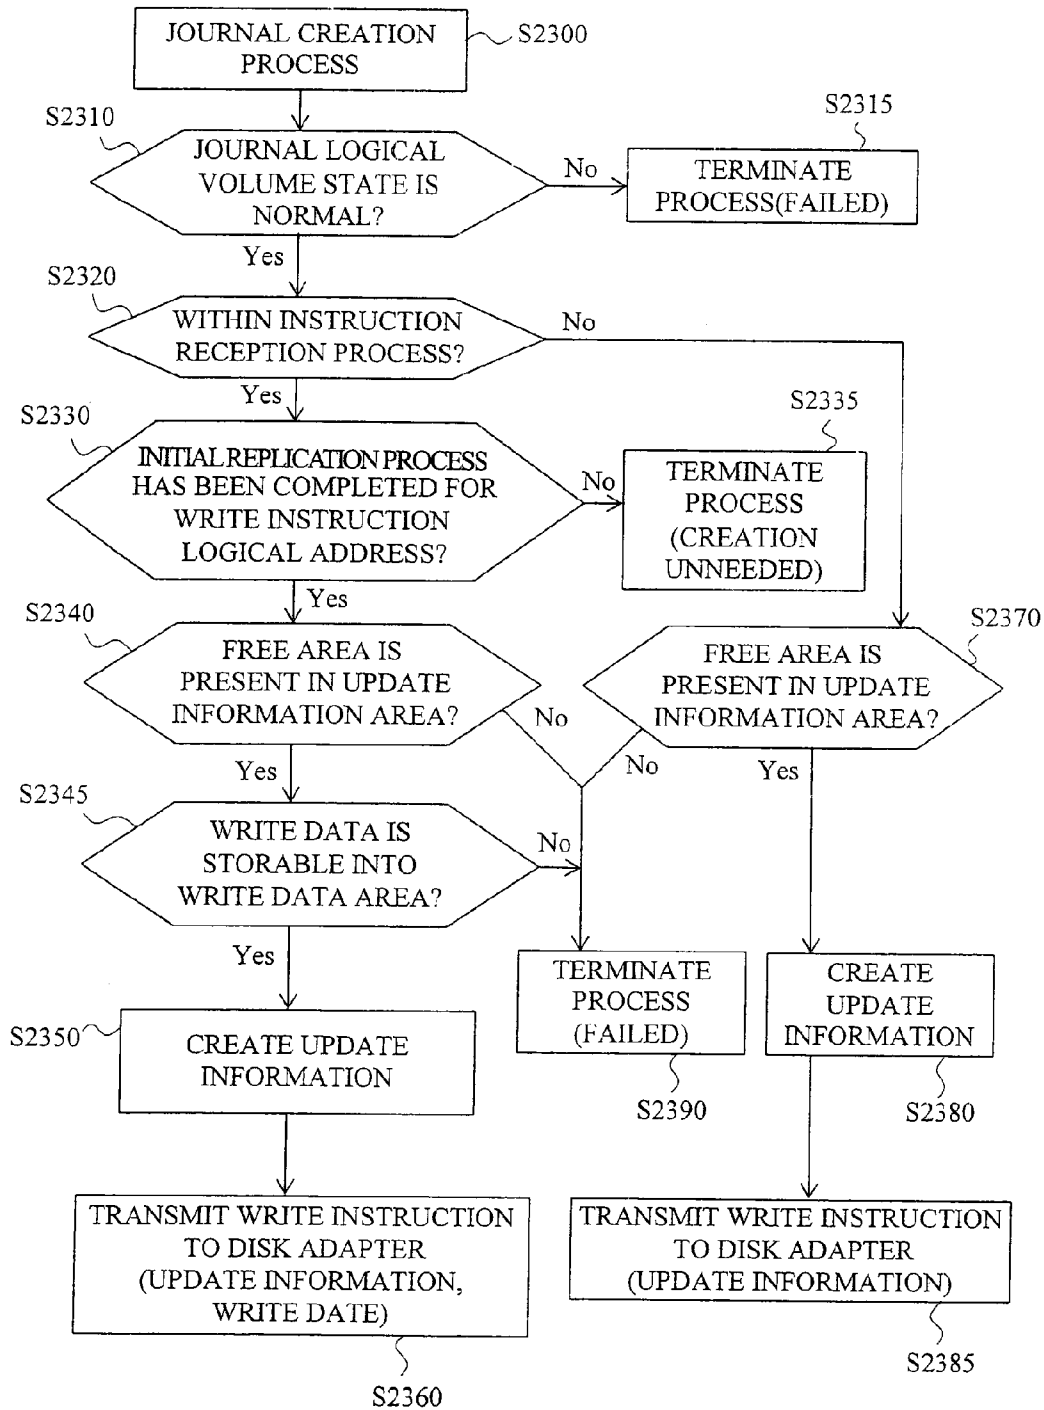 JOURNAL CREATION
PROCESS
S2300
S2310
JOURNAL LOGICAL
VOLUME STATE IS
NORMAL?
No
S2315
TERMINATE
PROCESS(FAILED)
Yes
S2320
WITHIN INSTRUCTION
RECEPTION PROCESS?
No
Yes
S2330
INITIAL REPLICATION PROCESS
HAS BEEN COMPLETED FOR
WRITE INSTRUCTION
LOGICAL ADDRESS?
No
S2335
TERMINATE
PROCESS
(CREATION
UNNEEDED)
Yes
S2340
FREE AREA IS
PRESENT IN UPDATE
INFORMATION AREA?
No
S2370
FREE AREA IS
PRESENT IN UPDATE
INFORMATION AREA?
No
Yes
Yes
S2345
WRITE DATA IS
STORABLE INTO
WRITE DATA AREA?
No
Yes
S2350
CREATE UPDATE
INFORMATION
TERMINATE
PROCESS
(FAILED)
S2390
CREATE
UPDATE
INFORMATION
S2380
TRANSMIT WRITE INSTRUCTION
TO DISK ADAPTER
(UPDATE INFORMATION,
WRITE DATE)
S2360
TRANSMIT WRITE INSTRUCTION
TO DISK ADAPTER
(UPDATE INFORMATION)
S2385